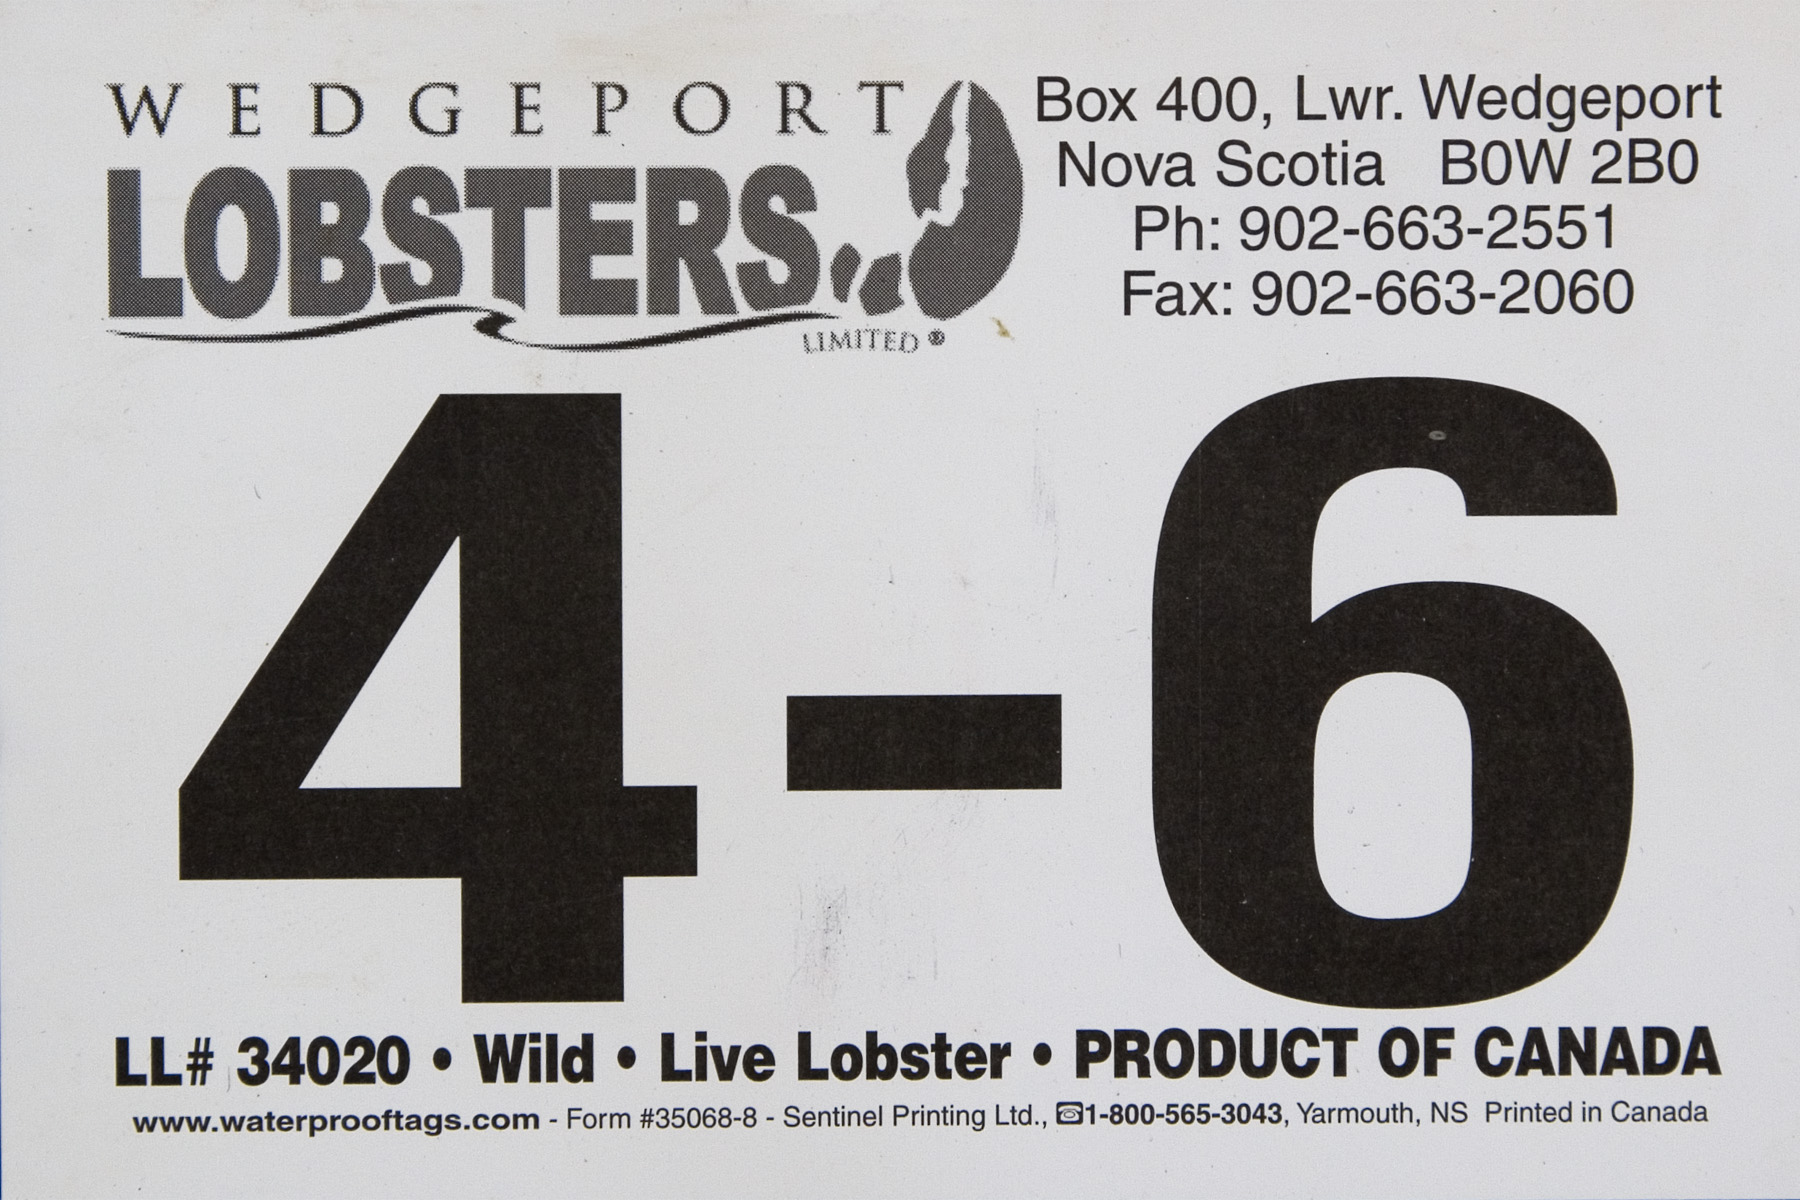 WEDGEPORT
LOBSTERS
LIMITED ®
Box 400, Lwr. Wedgeport
Nova Scotia B0W 2B0
Ph: 902-663-2551
Fax: 902-663-2060
4-6
LL# 34020 • Wild • Live Lobster • PRODUCT OF CANADA
www.waterprooftags.com - Form #35068-8 - Sentinel Printing Ltd., ☎1-800-565-3043, Yarmouth, NS Printed in Canada